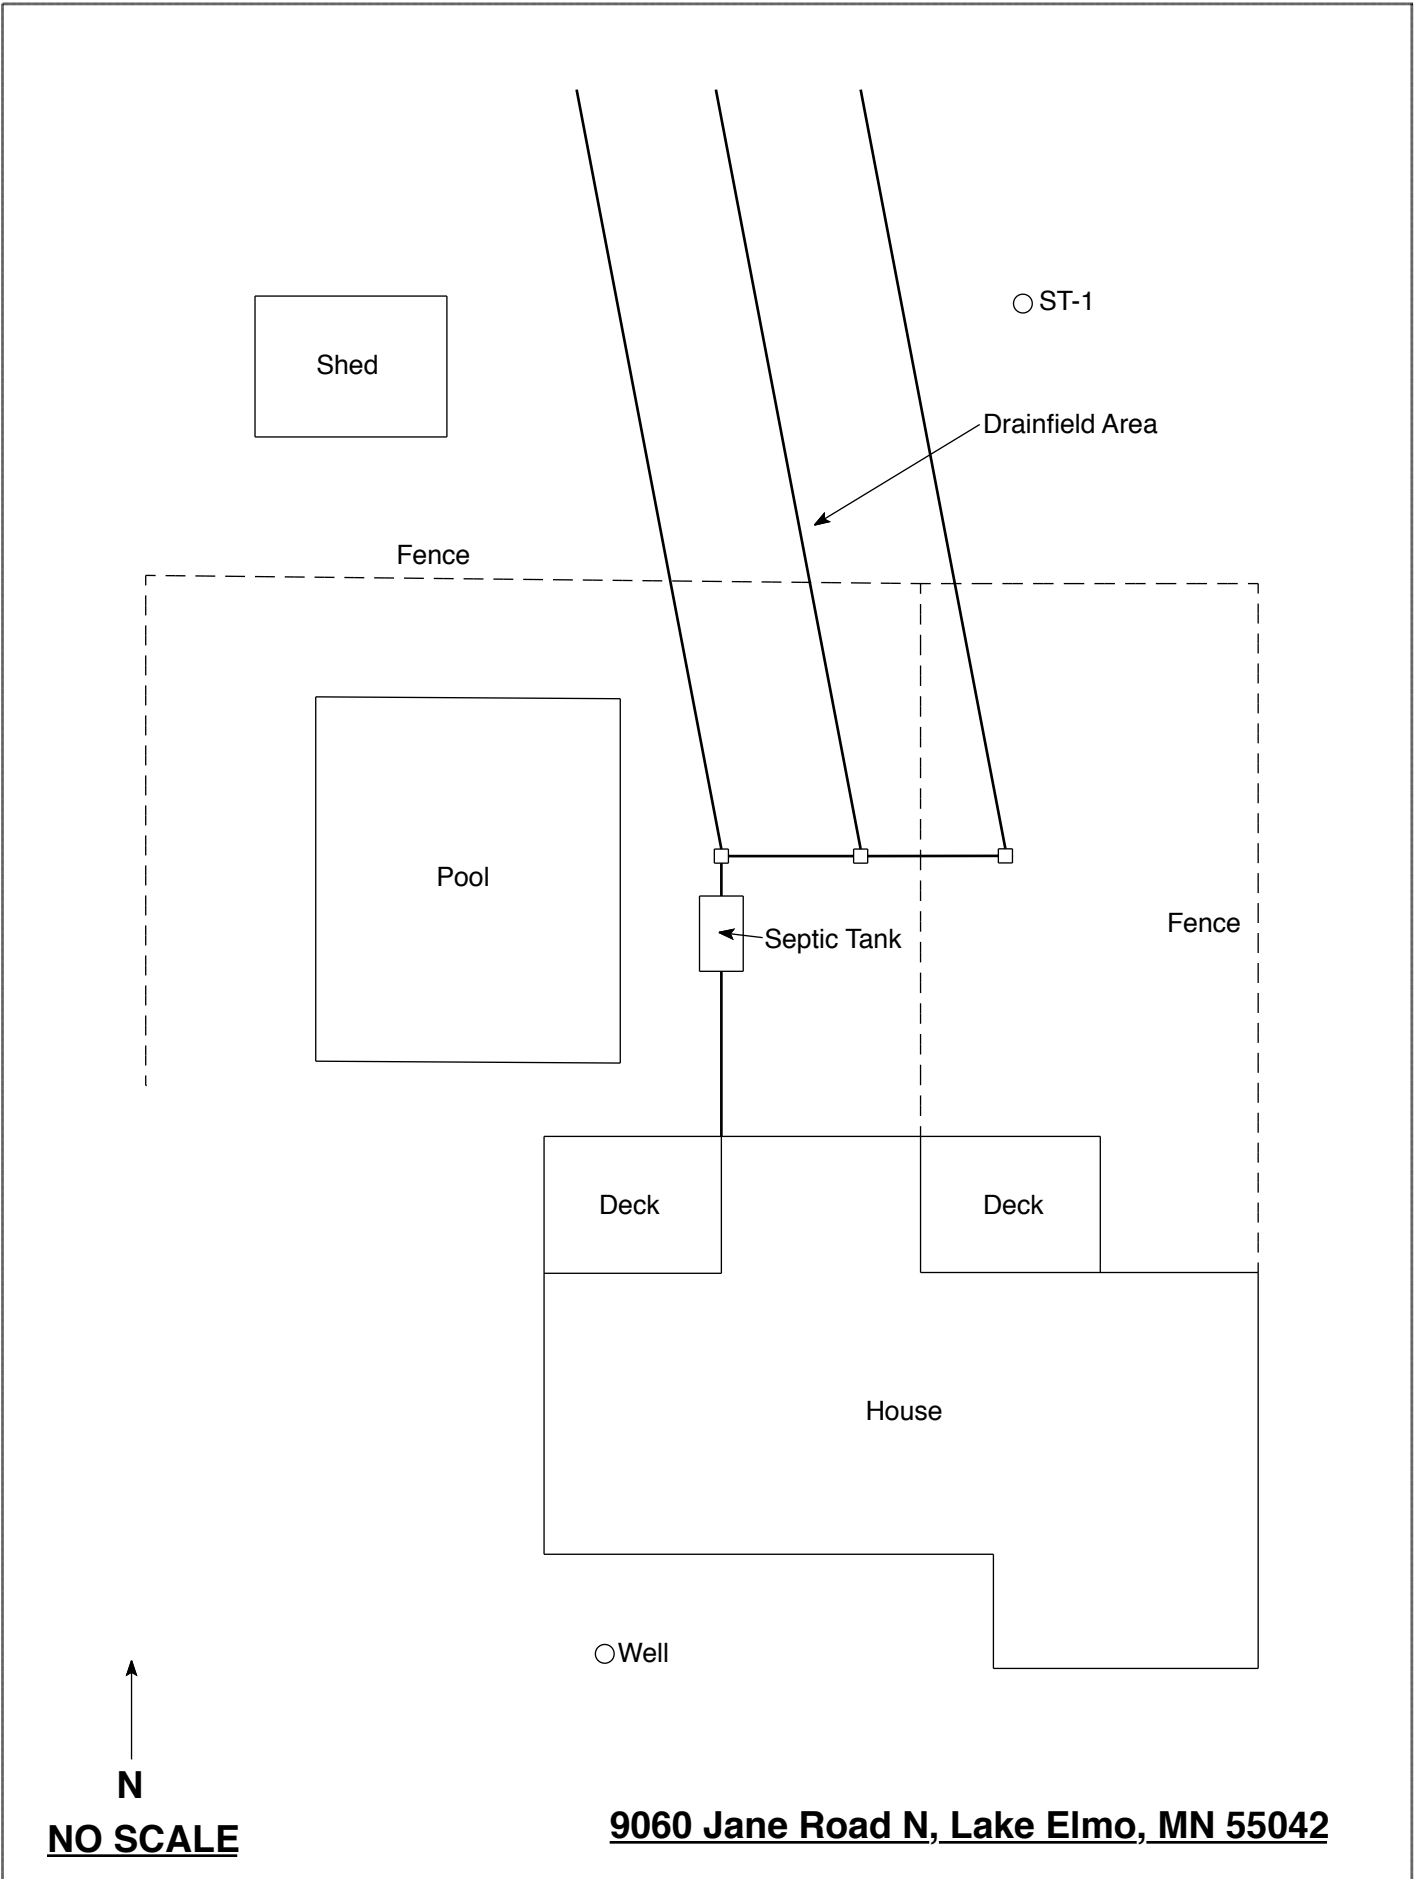 ST-1
Shed
Drainfield Area
Fence
Pool
Fence
Septic Tank
Deck
Deck
House
Well
N
NO SCALE
9060 Jane Road N, Lake Elmo, MN 55042